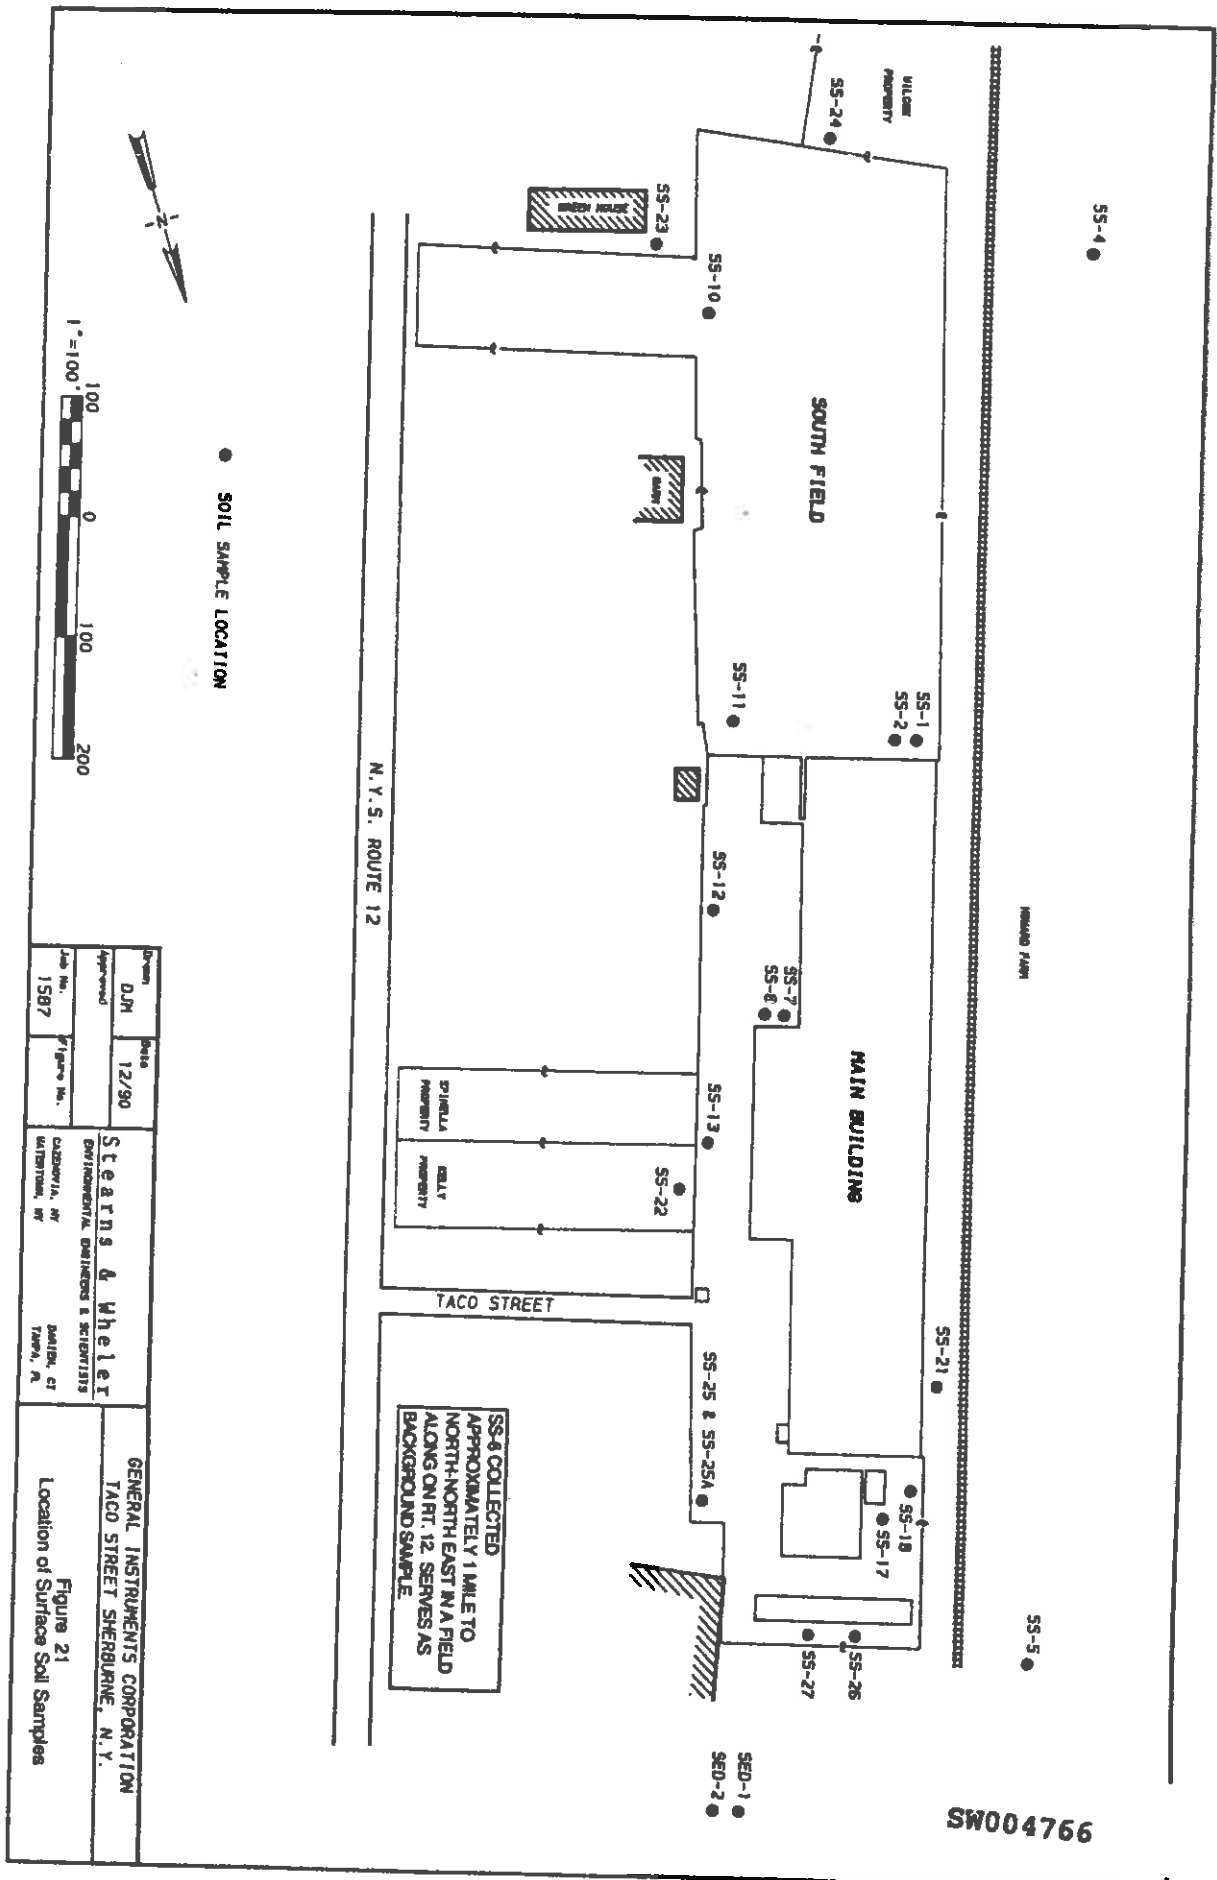 SW004766
SS-4
SS-5
HOWARD FARM
WILCOX
PROPERTY
SS-24
SS-23
GREEN HOUSE
SS-10
SOUTH FIELD
BARN
SS-11
SS-1
SS-2
SS-12
SS-7
SS-8
MAIN BUILDING
SS-13
SS-22
SPINELLA
PROPERTY
KELLY
PROPERTY
SS-21
SS-25 & SS-25A
SS-18
SS-17
SS-26
SS-27
SED-1
SED-2
TACO STREET
N.Y.S. ROUTE 12
SS-6 COLLECTED
APPROXIMATELY 1 MILE TO
NORTH-NORTH EAST IN A FIELD
ALONG ON RT. 12. SERVES AS
BACKGROUND SAMPLE.
N
SOIL SAMPLE LOCATION
100 0 100 200
1"=100'
Drawn DJM
Date 12/90
Approved
Job No. 1587
Figure No.
Stearns & Wheler
ENVIRONMENTAL ENGINEERS & SCIENTISTS
CAZENOVIA, NY DARIEN, CT
WATERTOWN, NY TAMPA, FL
GENERAL INSTRUMENTS CORPORATION
TACO STREET SHERBURNE, N.Y.
Figure 21
Location of Surface Soil Samples